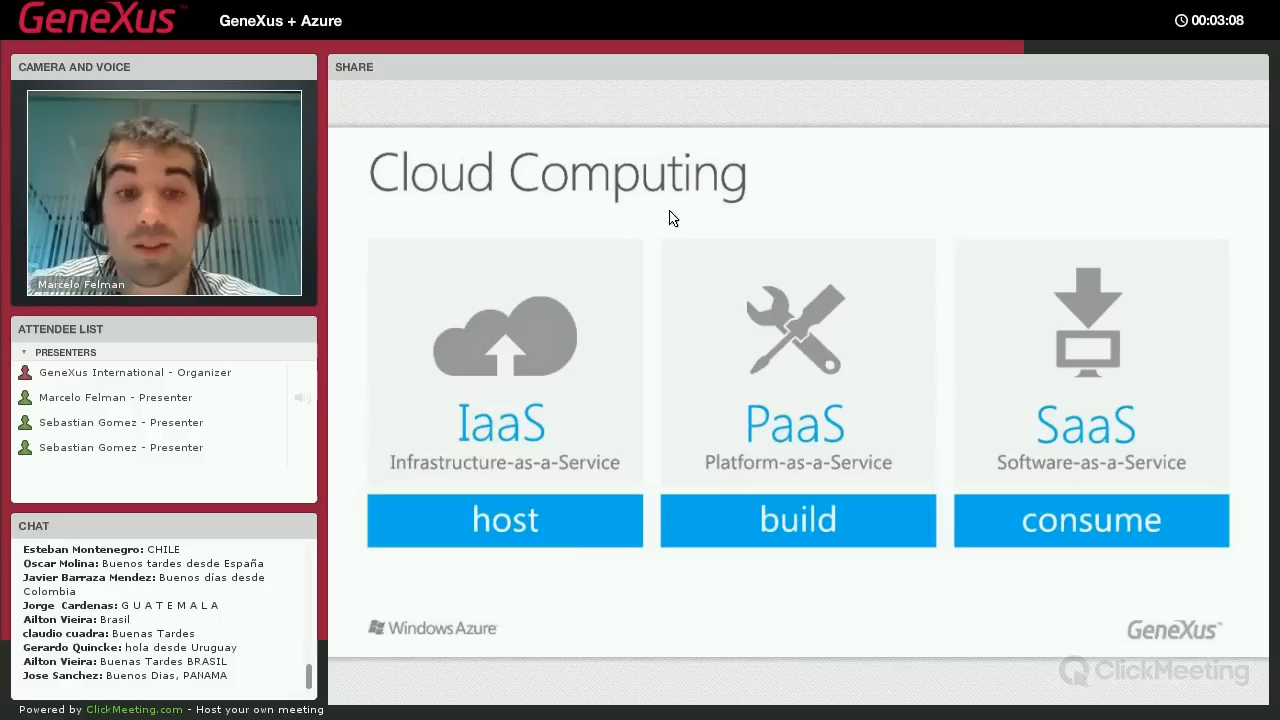 GeneXus™
GeneXus + Azure
00:03:08
CAMERA AND VOICE
Marcelo Felman
ATTENDEE LIST
PRESENTERS
GeneXus International - Organizer
Marcelo Felman - Presenter
Sebastian Gomez - Presenter
Sebastian Gomez - Presenter
CHAT
Esteban Montenegro: CHILE
Oscar Molina: Buenos tardes desde España
Javier Barraza Mendez: Buenos días desde
Colombia
Jorge Cardenas: G U A T E M A L A
Ailton Vieira: Brasil
claudio cuadra: Buenas Tardes
Gerardo Quincke: hola desde Uruguay
Ailton Vieira: Buenas Tardes BRASIL
Jose Sanchez: Buenos Dias, PANAMA
Powered by ClickMeeting.com - Host your own meeting
SHARE
Cloud Computing
IaaS
Infrastructure-as-a-Service
host
PaaS
Platform-as-a-Service
build
SaaS
Software-as-a-Service
consume
Windows Azure
GeneXus™
ClickMeeting